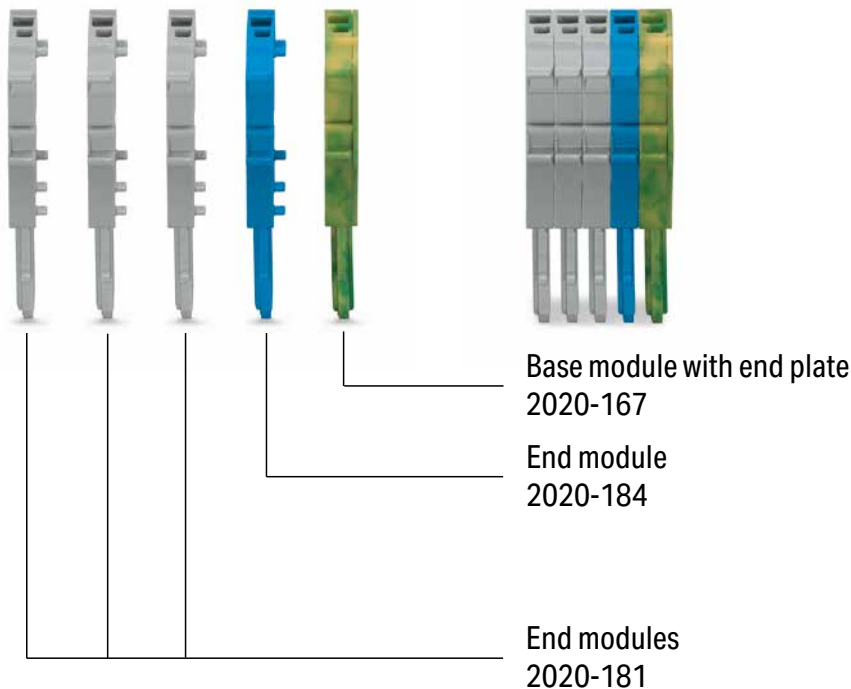 Base module with end plate
2020-167
End module
2020-184
End modules
2020-181